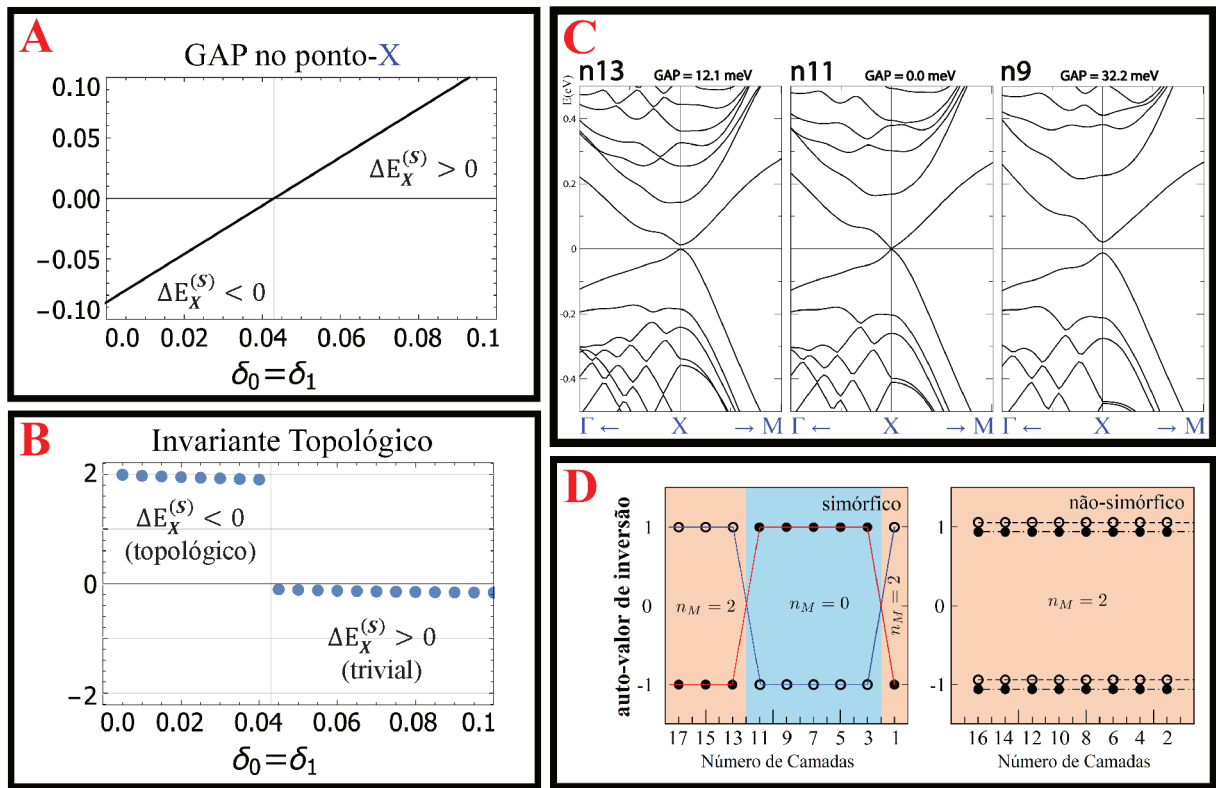 A
GAP no ponto-X
0.10
0.05
0.00
−0.05
−0.10
ΔE_X^(s) > 0
ΔE_X^(s) < 0
0.0 0.02 0.04 0.06 0.08 0.1
δ₀=δ₁
B
Invariante Topológico
2
0
−2
ΔE_X^(s) < 0
(topológico)
ΔE_X^(s) > 0
(trivial)
0.0 0.02 0.04 0.06 0.08 0.1
δ₀=δ₁
C
n13 GAP = 12.1 meV
n11 GAP = 0.0 meV
n9 GAP = 32.2 meV
E(eV)
0.4
0.2
0
-0.2
-0.4
Γ ← X → M
Γ ← X → M
Γ ← X → M
D
auto-valor de inversão
simórfico
1
0
-1
n_M = 2
n_M = 0
n_M = 2
17 15 13 11 9 7 5 3 1
Número de Camadas
não-simórfico
1
0
-1
n_M = 2
16 14 12 10 8 6 4 2
Número de Camadas